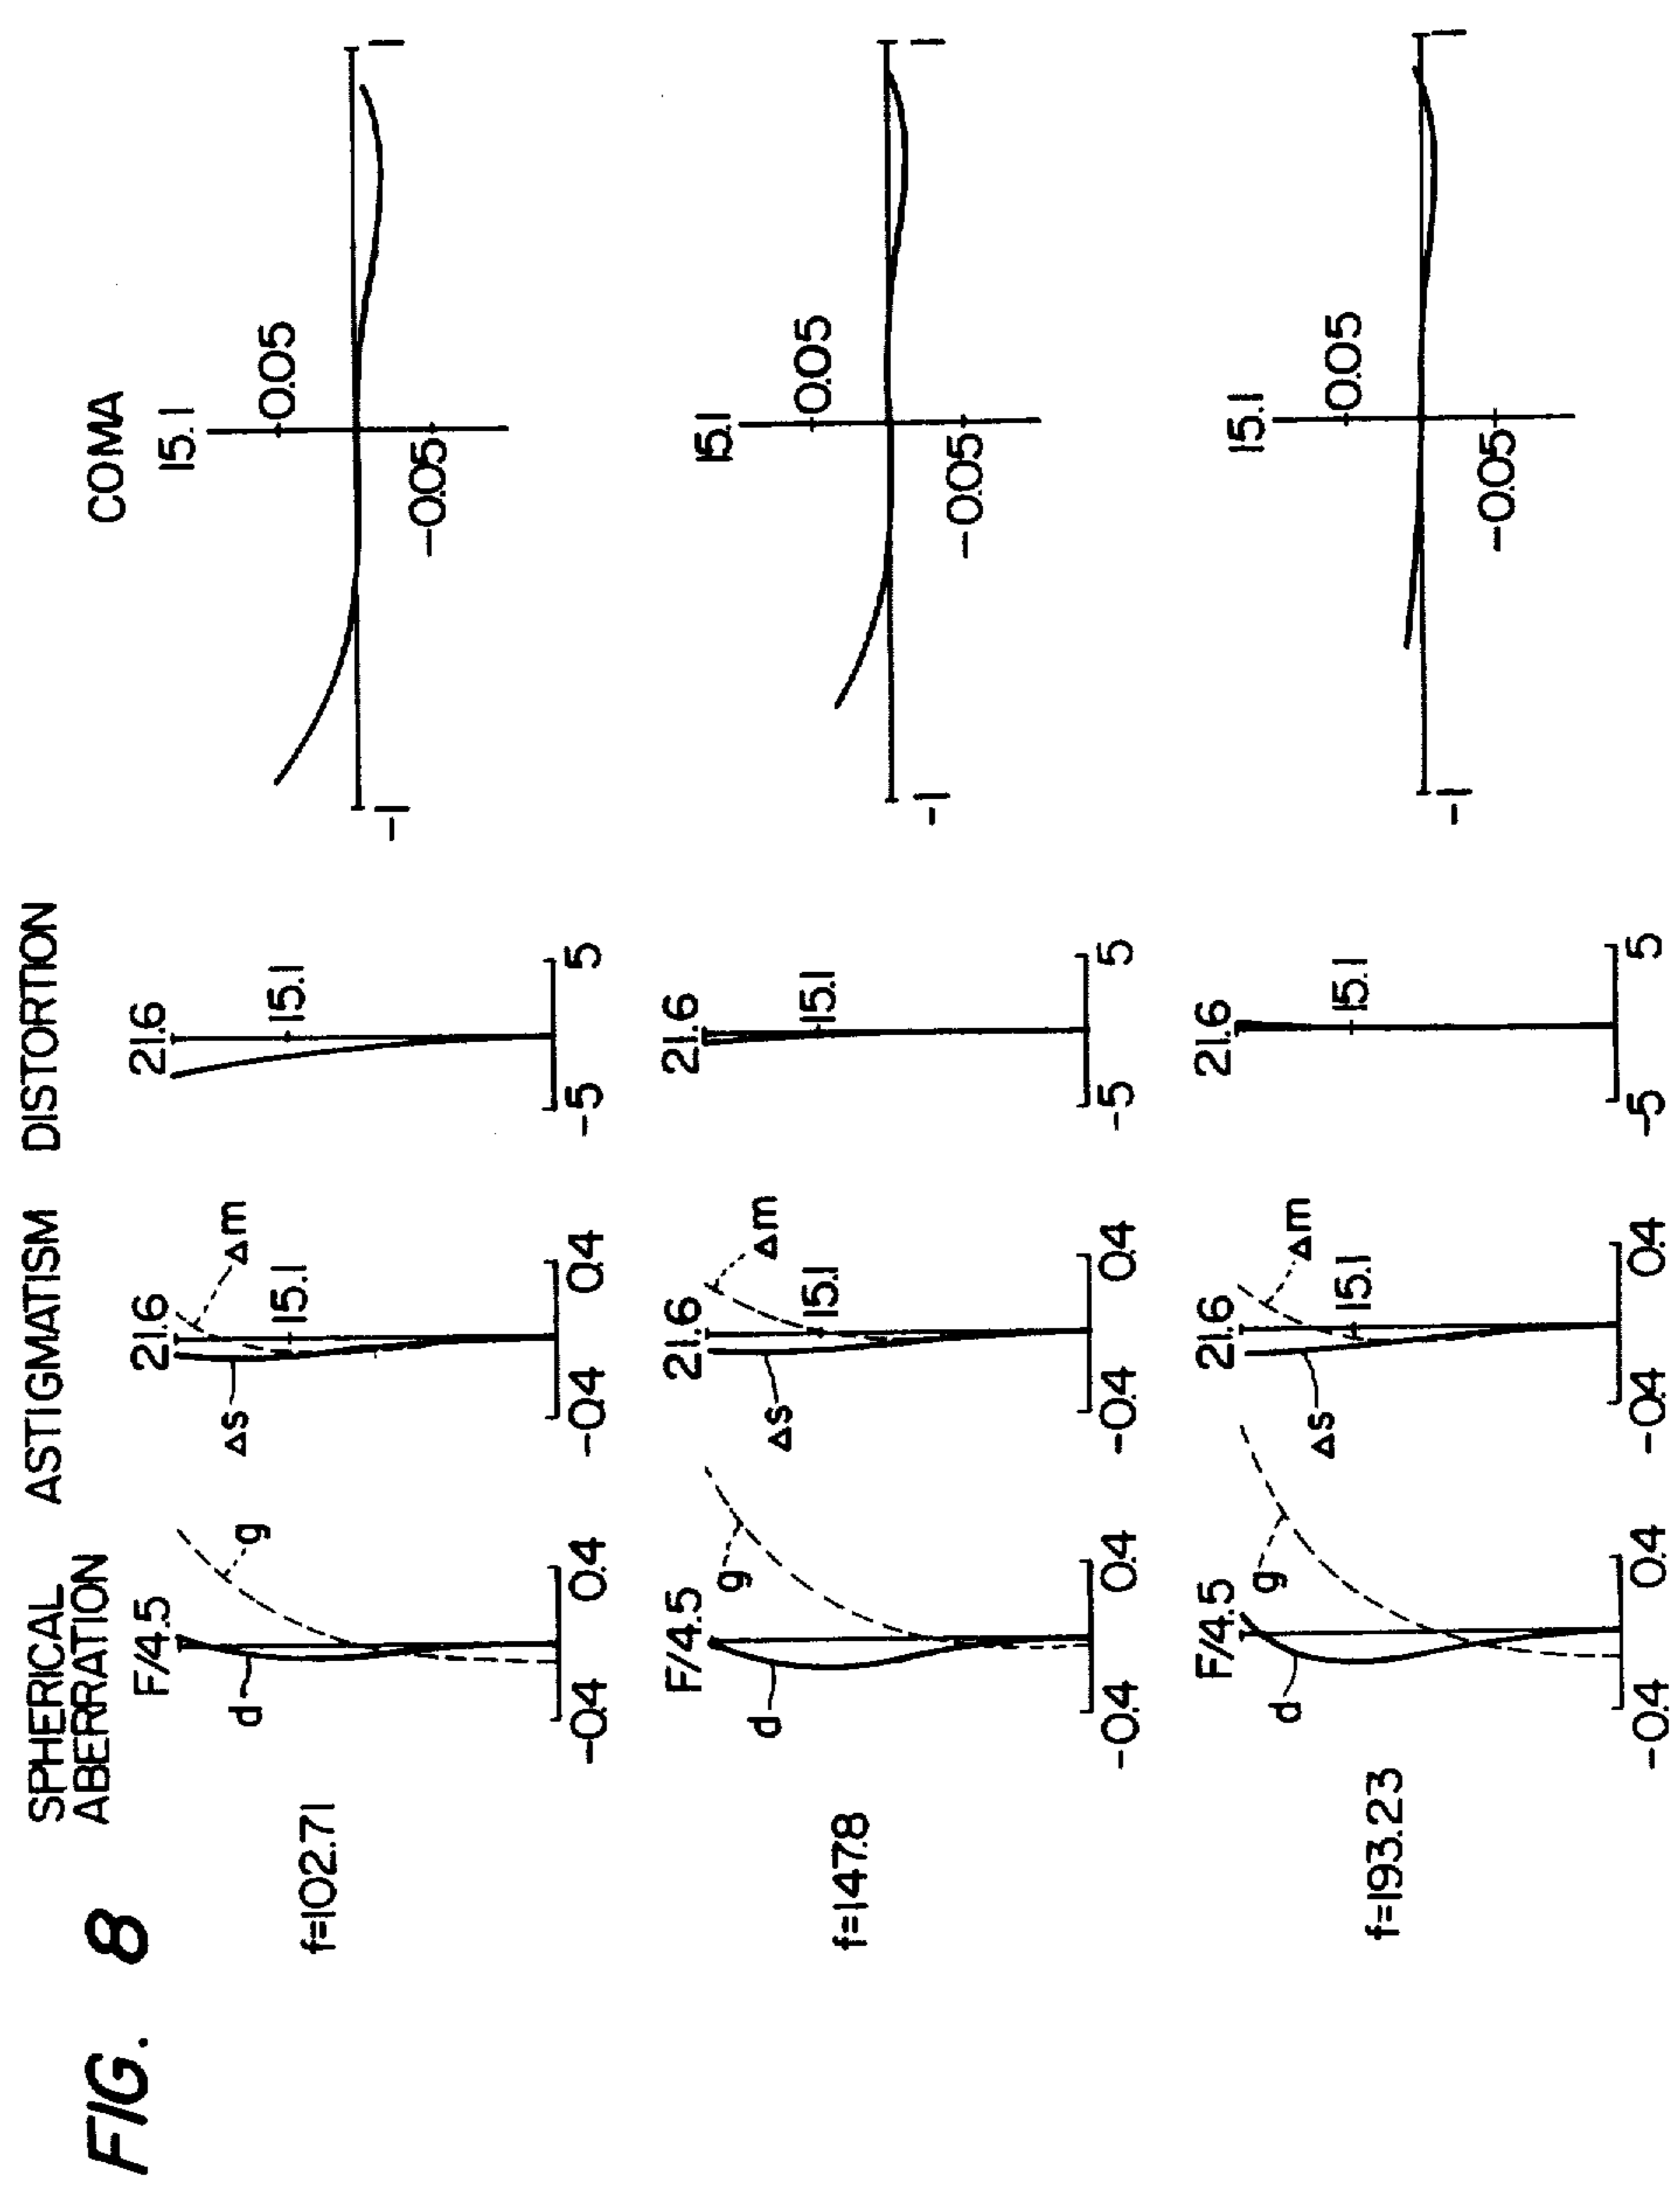 FIG. 8
SPHERICAL
ABERRATION
ASTIGMATISM
DISTORTION
COMA
f=102.71
F/4.5
d
g
-0.4
0.4
21.6
Δs
Δm
15.1
-0.4
0.4
21.6
15.1
-5
5
15.1
0.05
-0.05
-1
1
f=147.8
F/4.5
d
g
-0.4
0.4
21.6
Δs
Δm
15.1
-0.4
0.4
21.6
15.1
-5
5
15.1
0.05
-0.05
-1
1
f=193.23
F/4.5
d
g
-0.4
0.4
21.6
Δs
Δm
15.1
-0.4
0.4
21.6
15.1
-5
5
15.1
0.05
-0.05
-1
1